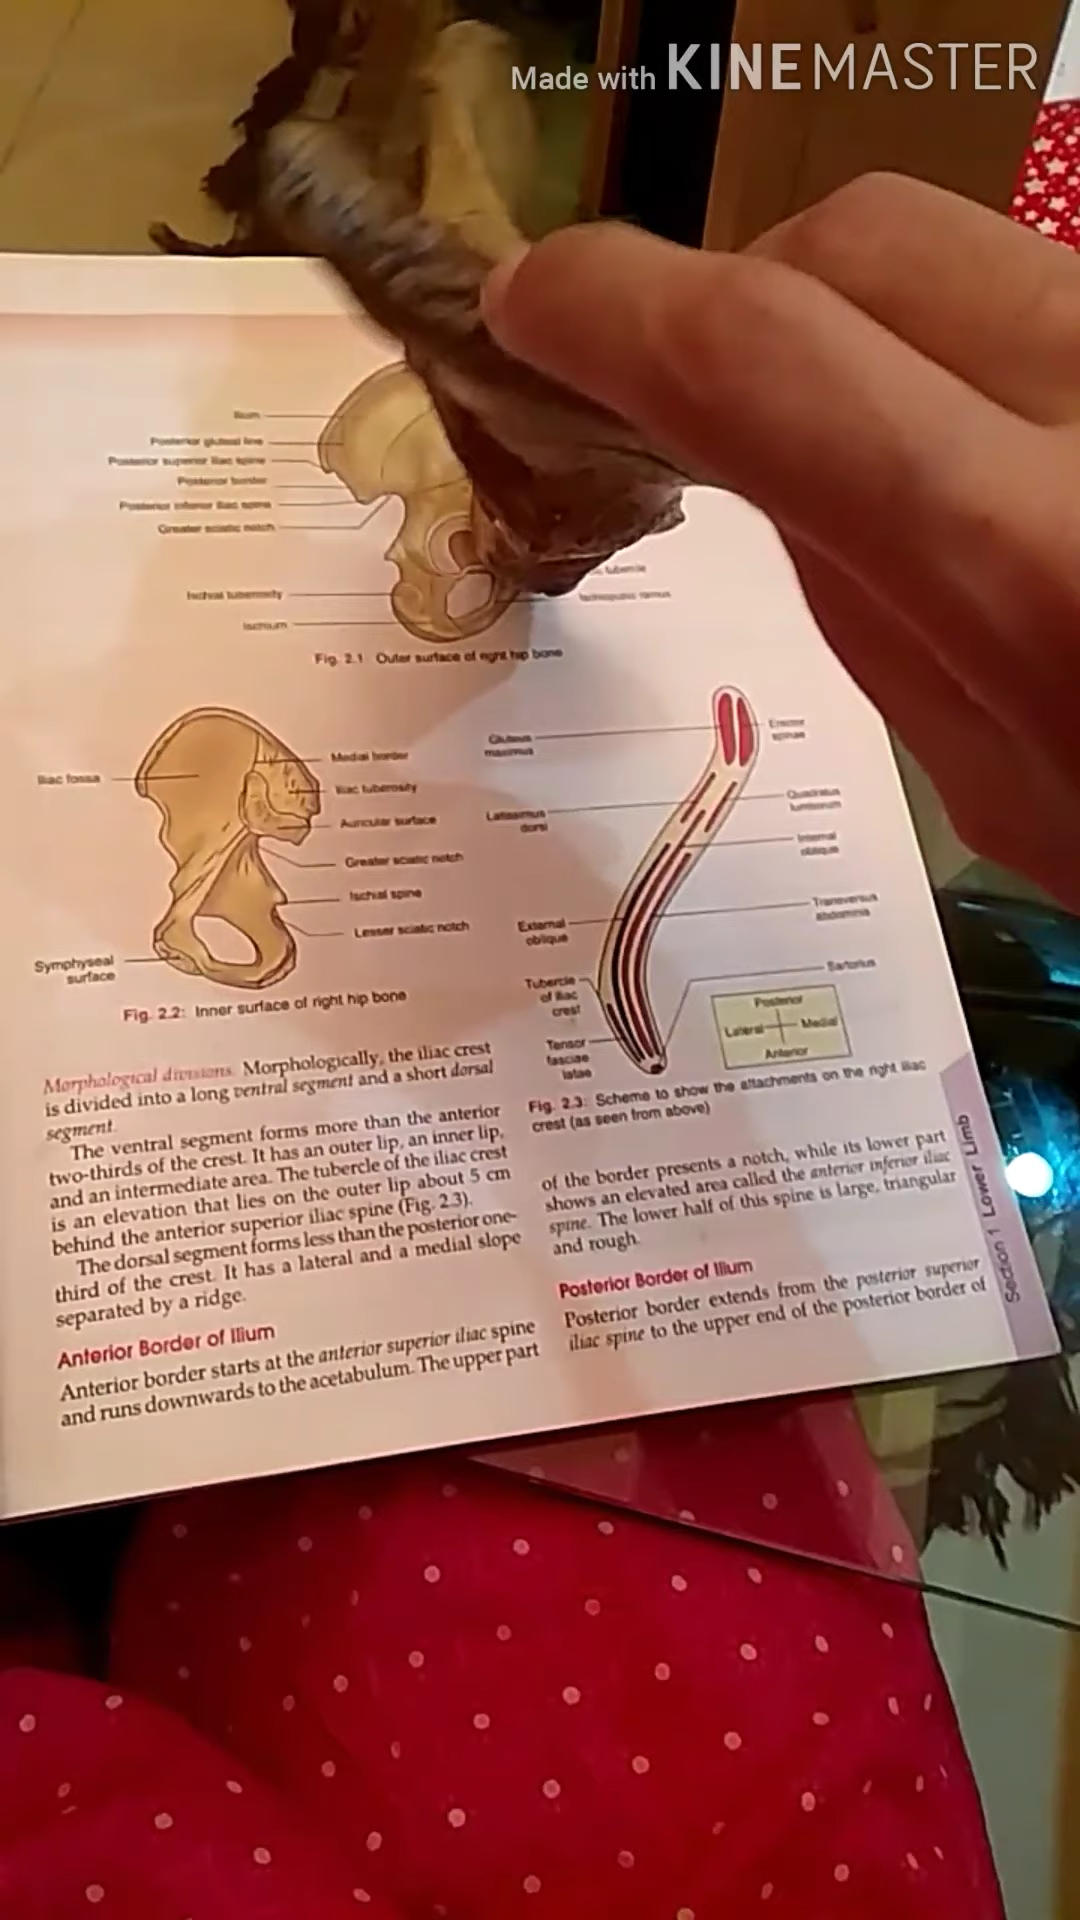 Made with KINEMASTER
Ilium
Posterior gluteal line
Posterior superior iliac spine
Posterior border
Posterior inferior iliac spine
Greater sciatic notch
Ischial tuberosity
Ischium
tubercle
Ischiopubic ramus
Fig. 2.1 Outer surface of right hip bone
Iliac fossa
Medial border
Iliac tuberosity
Auricular surface
Greater sciatic notch
Ischial spine
Lesser sciatic notch
Symphyseal
surface
Fig. 2.2: Inner surface of right hip bone
Gluteus
maximus
Erector
spinae
Latissimus
dorsi
Quadratus
lumborum
Internal
oblique
External
oblique
Transversus
abdominis
Tubercle
of iliac
crest
Sartorius
Tensor
fasciae
latae
Posterior
Lateral
Medial
Anterior
Fig. 2.3: Scheme to show the attachments on the right iliac
crest (as seen from above)
Morphological divisions. Morphologically, the iliac crest
is divided into a long ventral segment and a short dorsal
segment.
The ventral segment forms more than the anterior
two-thirds of the crest. It has an outer lip, an inner lip,
and an intermediate area. The tubercle of the iliac crest
is an elevation that lies on the outer lip about 5 cm
behind the anterior superior iliac spine (Fig. 2.3).
The dorsal segment forms less than the posterior one-
third of the crest. It has a lateral and a medial slope
separated by a ridge.
Anterior Border of Ilium
Anterior border starts at the anterior superior iliac spine
and runs downwards to the acetabulum. The upper part
of the border presents a notch, while its lower part
shows an elevated area called the anterior inferior iliac
spine. The lower half of this spine is large, triangular
and rough.
Posterior Border of Ilium
Posterior border extends from the posterior superior
iliac spine to the upper end of the posterior border of
Section 1 Lower Limb